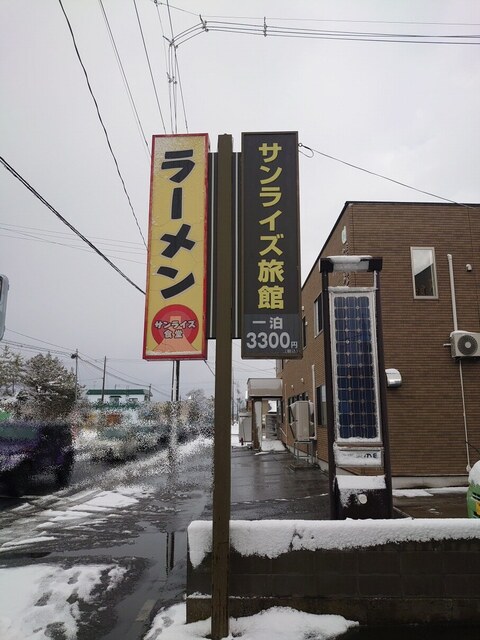 ラーメン
サンライズ
食堂
サンライズ旅館
一泊
3300円